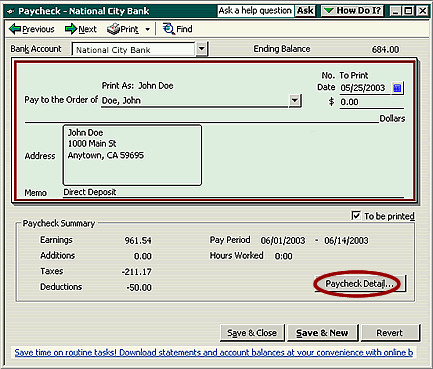 Paycheck - National City Bank Ask a help question Ask How Do I?
Previous Next Print Find
Bank Account National City Bank Ending Balance 684.00
No. To Print
Print As: John Doe Date 05/25/2003
Pay to the Order of Doe, John $ 0.00
Dollars
John Doe
1000 Main St
Anytown, CA 59695
Address
Memo Direct Deposit
To be printed
Paycheck Summary
Earnings 961.54 Pay Period 06/01/2003 - 06/14/2003
Additions 0.00 Hours Worked 0:00
Taxes -211.17
Deductions -50.00 Paycheck Detail...
Save & Close Save & New Revert
Save time on routine tasks! Download statements and account balances at your convenience with online b